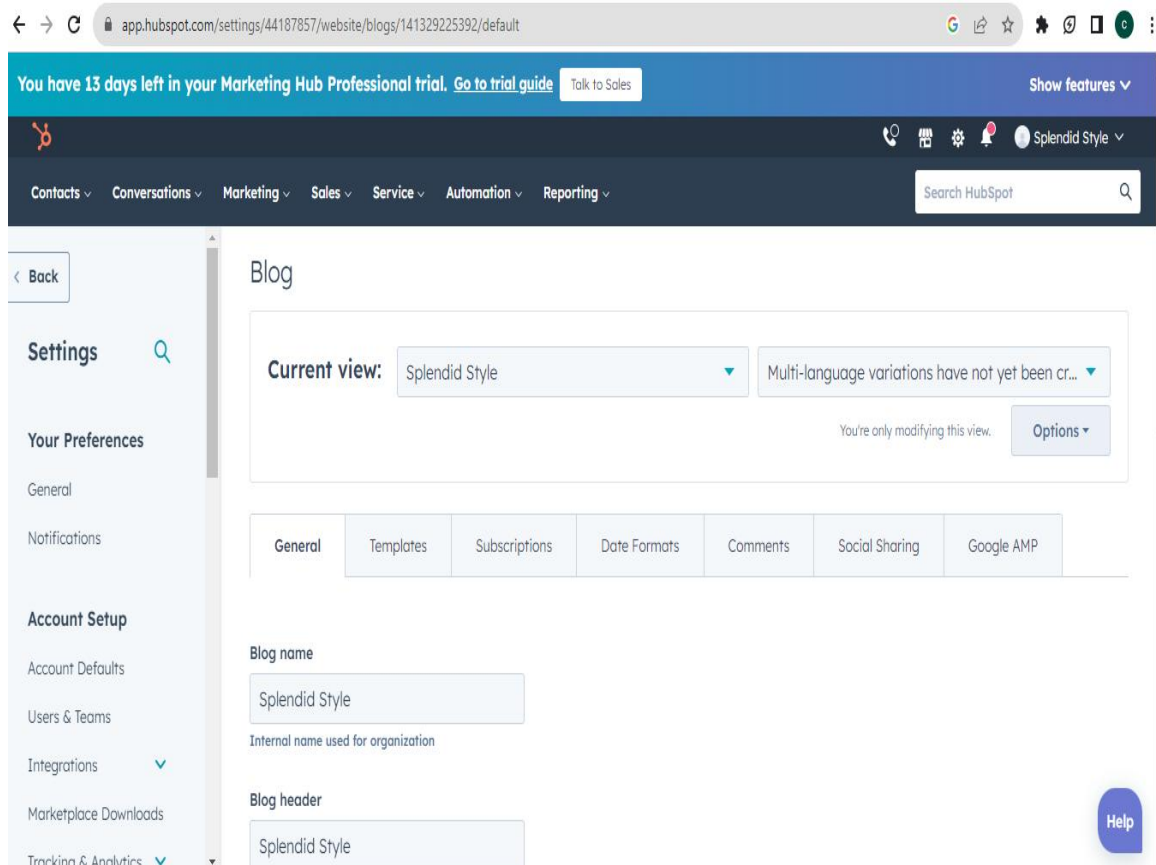 app.hubspot.com/settings/44187857/website/blogs/141329225392/default
G
c
You have 13 days left in your Marketing Hub Professional trial. Go to trial guide Talk to Sales Show features
Splendid Style
Contacts Conversations Marketing Sales Service Automation Reporting Search HubSpot
Back
Settings
Your Preferences
General
Notifications
Account Setup
Account Defaults
Users & Teams
Integrations
Marketplace Downloads
Tracking & Analytics
Blog
Current view: Splendid Style Multi-language variations have not yet been cr...
You're only modifying this view. Options
General Templates Subscriptions Date Formats Comments Social Sharing Google AMP
Blog name
Splendid Style
Internal name used for organization
Blog header
Splendid Style
Help